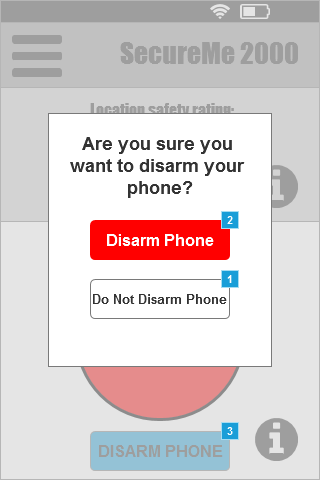 SecureMe 2000
Location safety rating:
Are you sure you
want to disarm your
phone?
2
Disarm Phone
1
Do Not Disarm Phone
3
DISARM PHONE